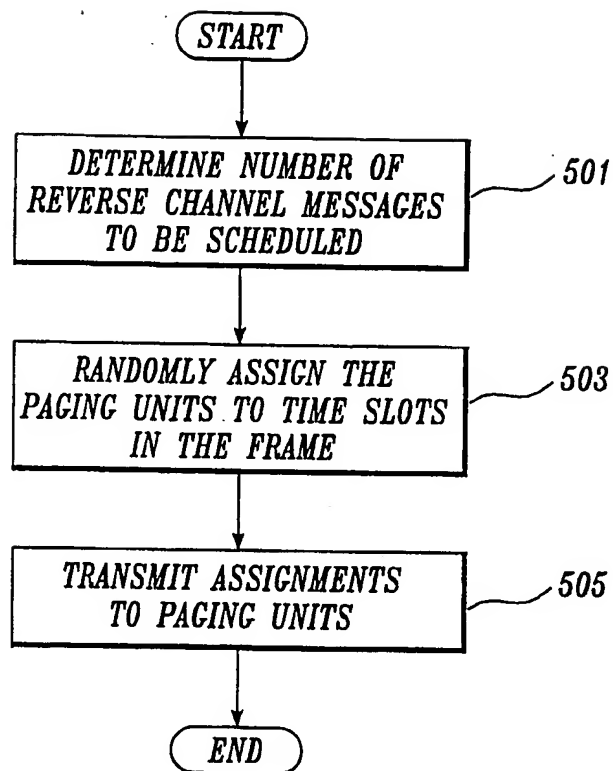 START
DETERMINE NUMBER OF
REVERSE CHANNEL MESSAGES
TO BE SCHEDULED
501
RANDOMLY ASSIGN THE
PAGING UNITS TO TIME SLOTS
IN THE FRAME
503
TRANSMIT ASSIGNMENTS
TO PAGING UNITS
505
END